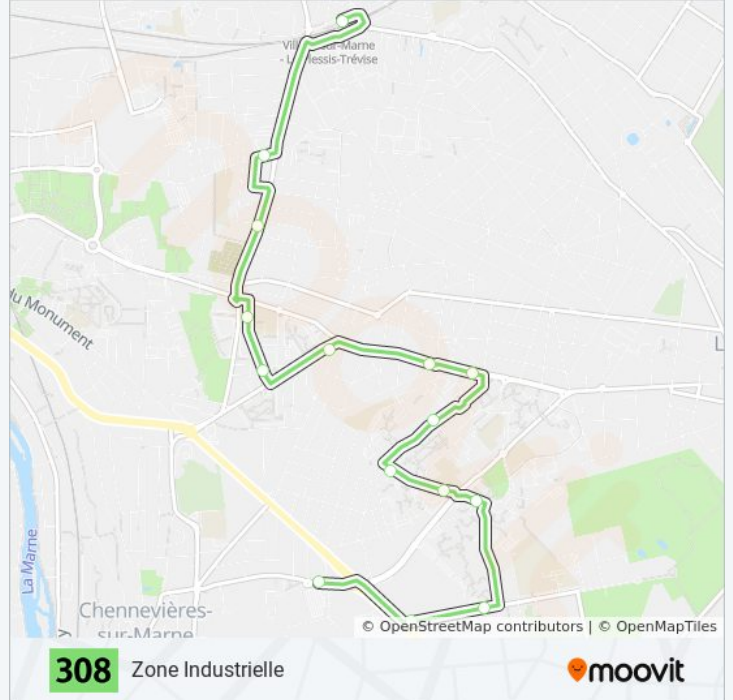 sur-Marne
- Le Plessis-Trévise
du Monument
L
La Marne
Chennevières-
sur-Marne
y
© OpenStreetMap contributors | © OpenMapTiles
308 Zone Industrielle
moovit